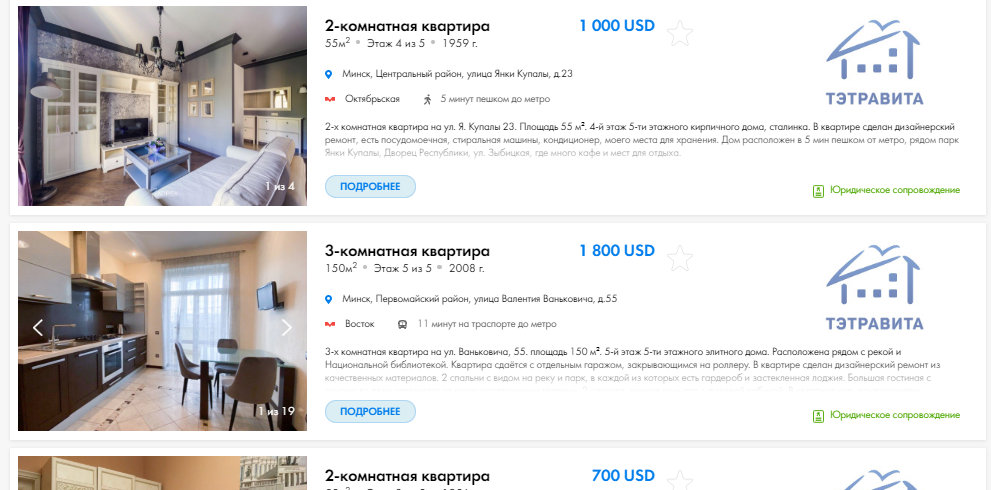 2-комнатная квартира
1 000 USD
55м² • Этаж 4 из 5 • 1959 г.
Минск, Центральный район, улица Янки Купалы, д.23
Октябрьская 5 минут пешком до метро
ТЭТРАВИТА
2-х комнатная квартира на ул. Я. Купалы 23. Площадь 55 м². 4-й этаж 5-ти этажного кирпичного дома, сталинка. В квартире сделан дизайнерский
ремонт, есть посудомоечная, стиральная машины, кондиционер, моего места для хранения. Дом расположен в 5 мин пешком от метро, рядом парк
Янки Купалы, Дворец Республики, ул. Зыбицкая, где много кафе и мест для отдыха.
1 из 4
ПОДРОБНЕЕ
Юридическое сопровождение
3-комнатная квартира
1 800 USD
150м² • Этаж 5 из 5 • 2008 г.
Минск, Первомайский район, улица Валентия Ваньковича, д.55
Восток 11 минут на траспорте до метро
ТЭТРАВИТА
3-х комнатная квартира на ул. Ваньковича, 55. площадь 150 м². 5-й этаж 5-ти этажного элитного дома. Расположена рядом с рекой и
Национальной библиотекой. Квартира сдаётся с отдельным гаражом, закрывающимся на роллеру. В квартире сделан дизайнерский ремонт из
качественных материалов. 2 спальни с видом на реку и парк, в каждой из которых есть гардероб и застекленная лоджия. Большая гостиная с
1 из 19
ПОДРОБНЕЕ
Юридическое сопровождение
2-комнатная квартира
700 USD